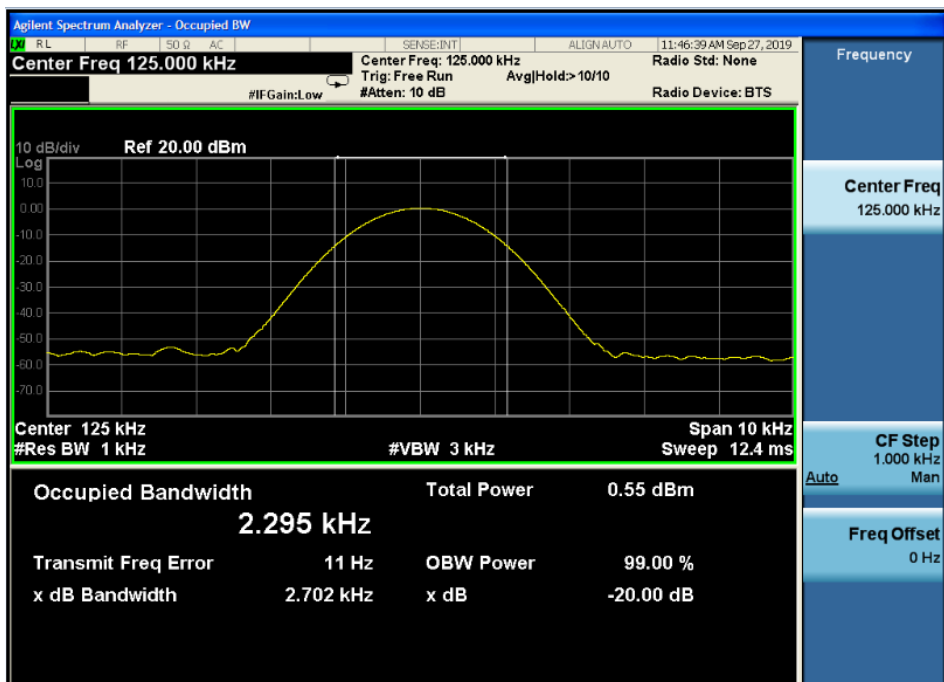 Agilent Spectrum Analyzer - Occupied BW
LXI RL RF 50 Ω AC SENSE:INT ALIGN AUTO 11:46:39 AM Sep 27, 2019
Center Freq 125.000 kHz
Center Freq: 125.000 kHz
Radio Std: None
Trig: Free Run Avg|Hold:> 10/10
#IFGain:Low
#Atten: 10 dB
Radio Device: BTS
10 dB/div Ref 20.00 dBm
Log
10.0
0.00
-10.0
-20.0
-30.0
-40.0
-50.0
-60.0
-70.0
Center 125 kHz Span 10 kHz
#Res BW 1 kHz #VBW 3 kHz Sweep 12.4 ms
Occupied Bandwidth Total Power 0.55 dBm
2.295 kHz
Transmit Freq Error 11 Hz OBW Power 99.00 %
x dB Bandwidth 2.702 kHz x dB -20.00 dB
Frequency
Center Freq
125.000 kHz
CF Step
1.000 kHz
Auto Man
Freq Offset
0 Hz